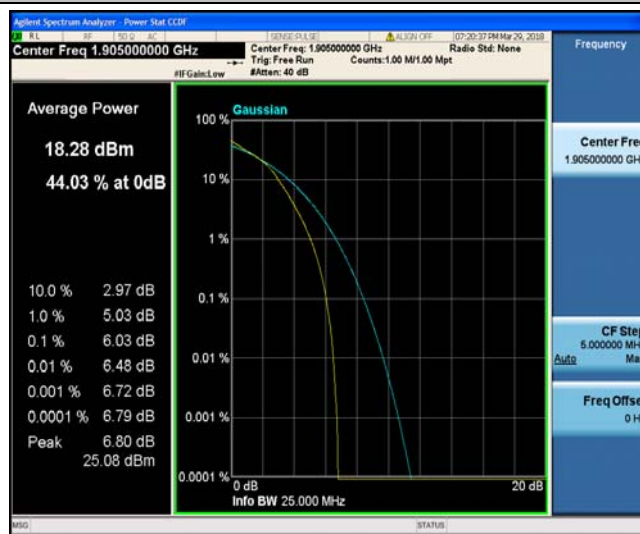 Agilent Spectrum Analyzer - Power Stat CCDF
RL RF 50 Ω AC SENSE:PULSE ALIGN OFF 07:20:37 PM Mar 29, 2018
Center Freq 1.905000000 GHz
Center Freq: 1.905000000 GHz Radio Std: None
Trig: Free Run Counts:1.00 M/1.00 Mpt
#IFGain:Low #Atten: 40 dB
Frequency
Average Power
18.28 dBm
44.03 % at 0dB
10.0 % 2.97 dB
1.0 % 5.03 dB
0.1 % 6.03 dB
0.01 % 6.48 dB
0.001 % 6.72 dB
0.0001 % 6.79 dB
Peak 6.80 dB
25.08 dBm
Gaussian
100 %
10 %
1 %
0.1 %
0.01 %
0.001 %
0.0001 %
0 dB 20 dB
Info BW 25.000 MHz
Center Fre
1.905000000 GH
CF Ste
5.000000 MH
Auto Ma
Freq Offse
0 H
MSG STATUS